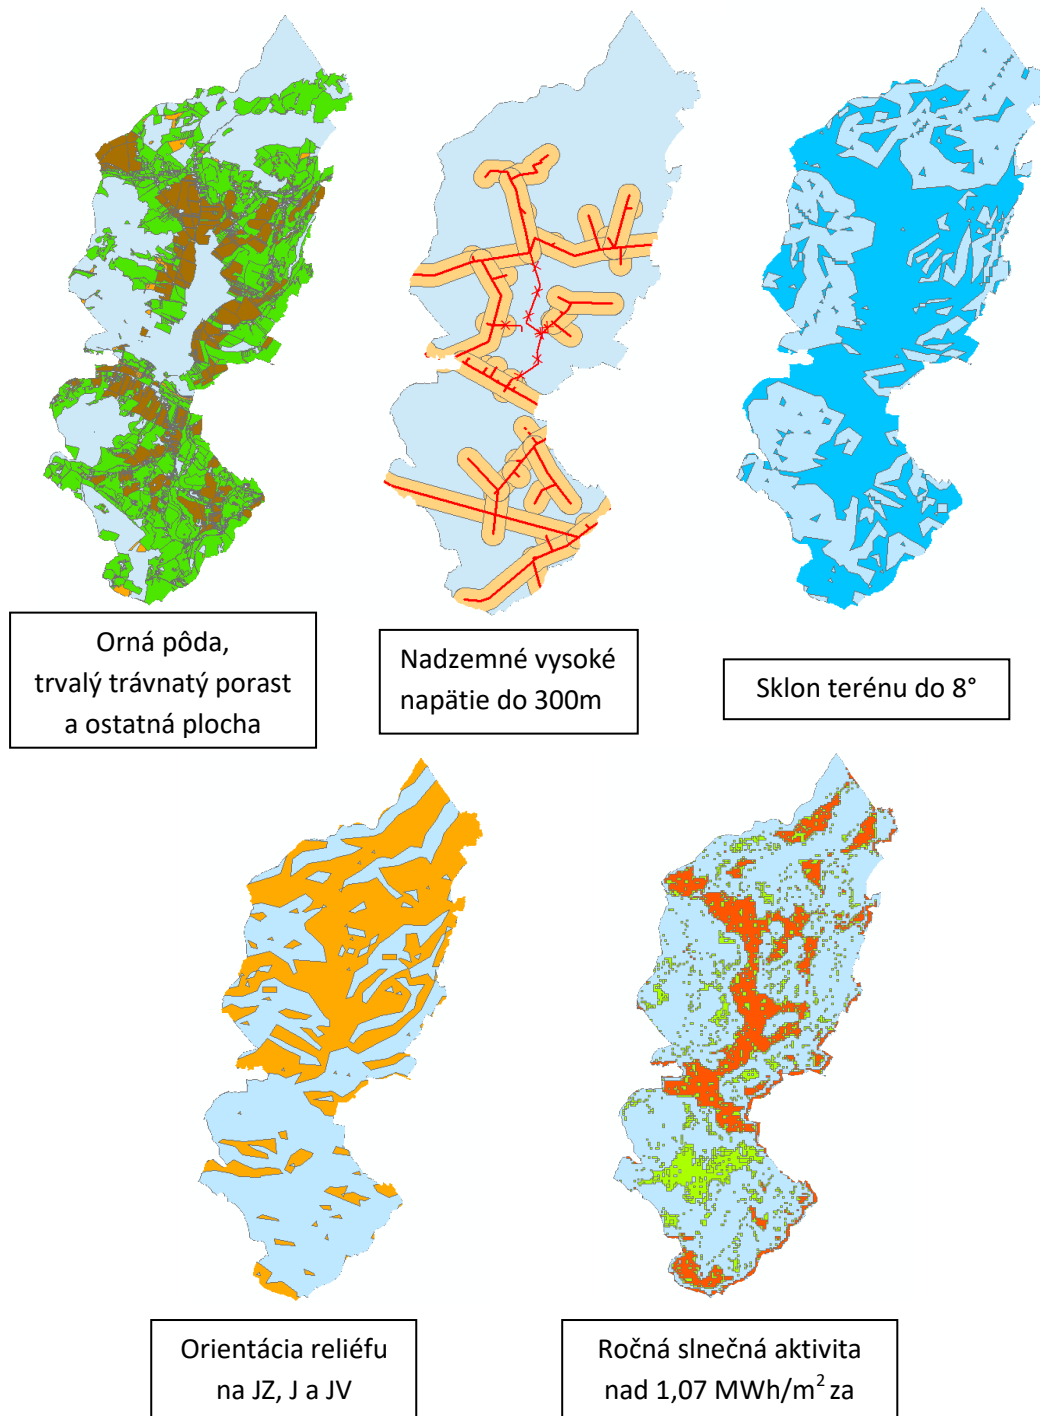 Orná pôda,
trvalý trávnatý porast
a ostatná plocha
Nadzemné vysoké
napätie do 300m
Sklon terénu do 8°
Orientácia reliéfu
na JZ, J a JV
Ročná slnečná aktivita
nad 1,07 MWh/m² za